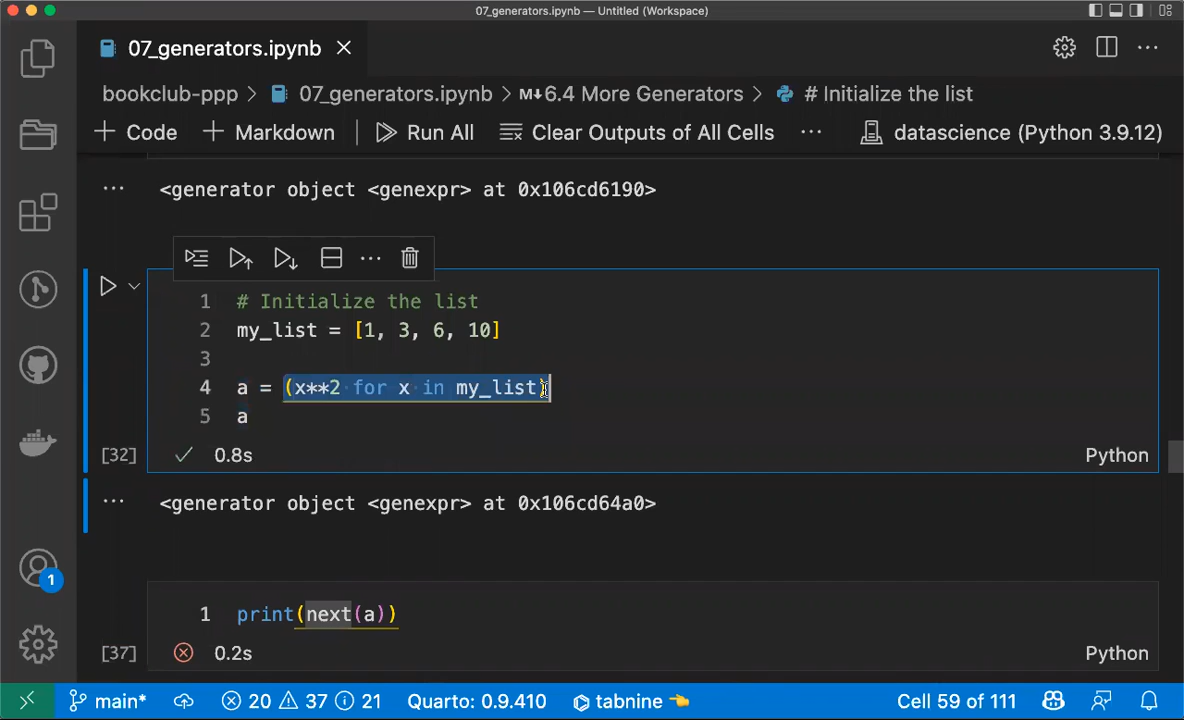 07_generators.ipynb — Untitled (Workspace)
07_generators.ipynb
bookclub-ppp > 07_generators.ipynb > M↓6.4 More Generators > # Initialize the list
+ Code + Markdown | Run All Clear Outputs of All Cells ... datascience (Python 3.9.12)
... <generator object <genexpr> at 0x106cd6190>
...
1 # Initialize the list
2 my_list = [1, 3, 6, 10]
3
4 a = (x**2 for x in my_list)
5 a
[32] 0.8s Python
... <generator object <genexpr> at 0x106cd64a0>
1 print(next(a))
[37] 0.2s Python
1
main* 20 37 21 Quarto: 0.9.410 tabnine Cell 59 of 111